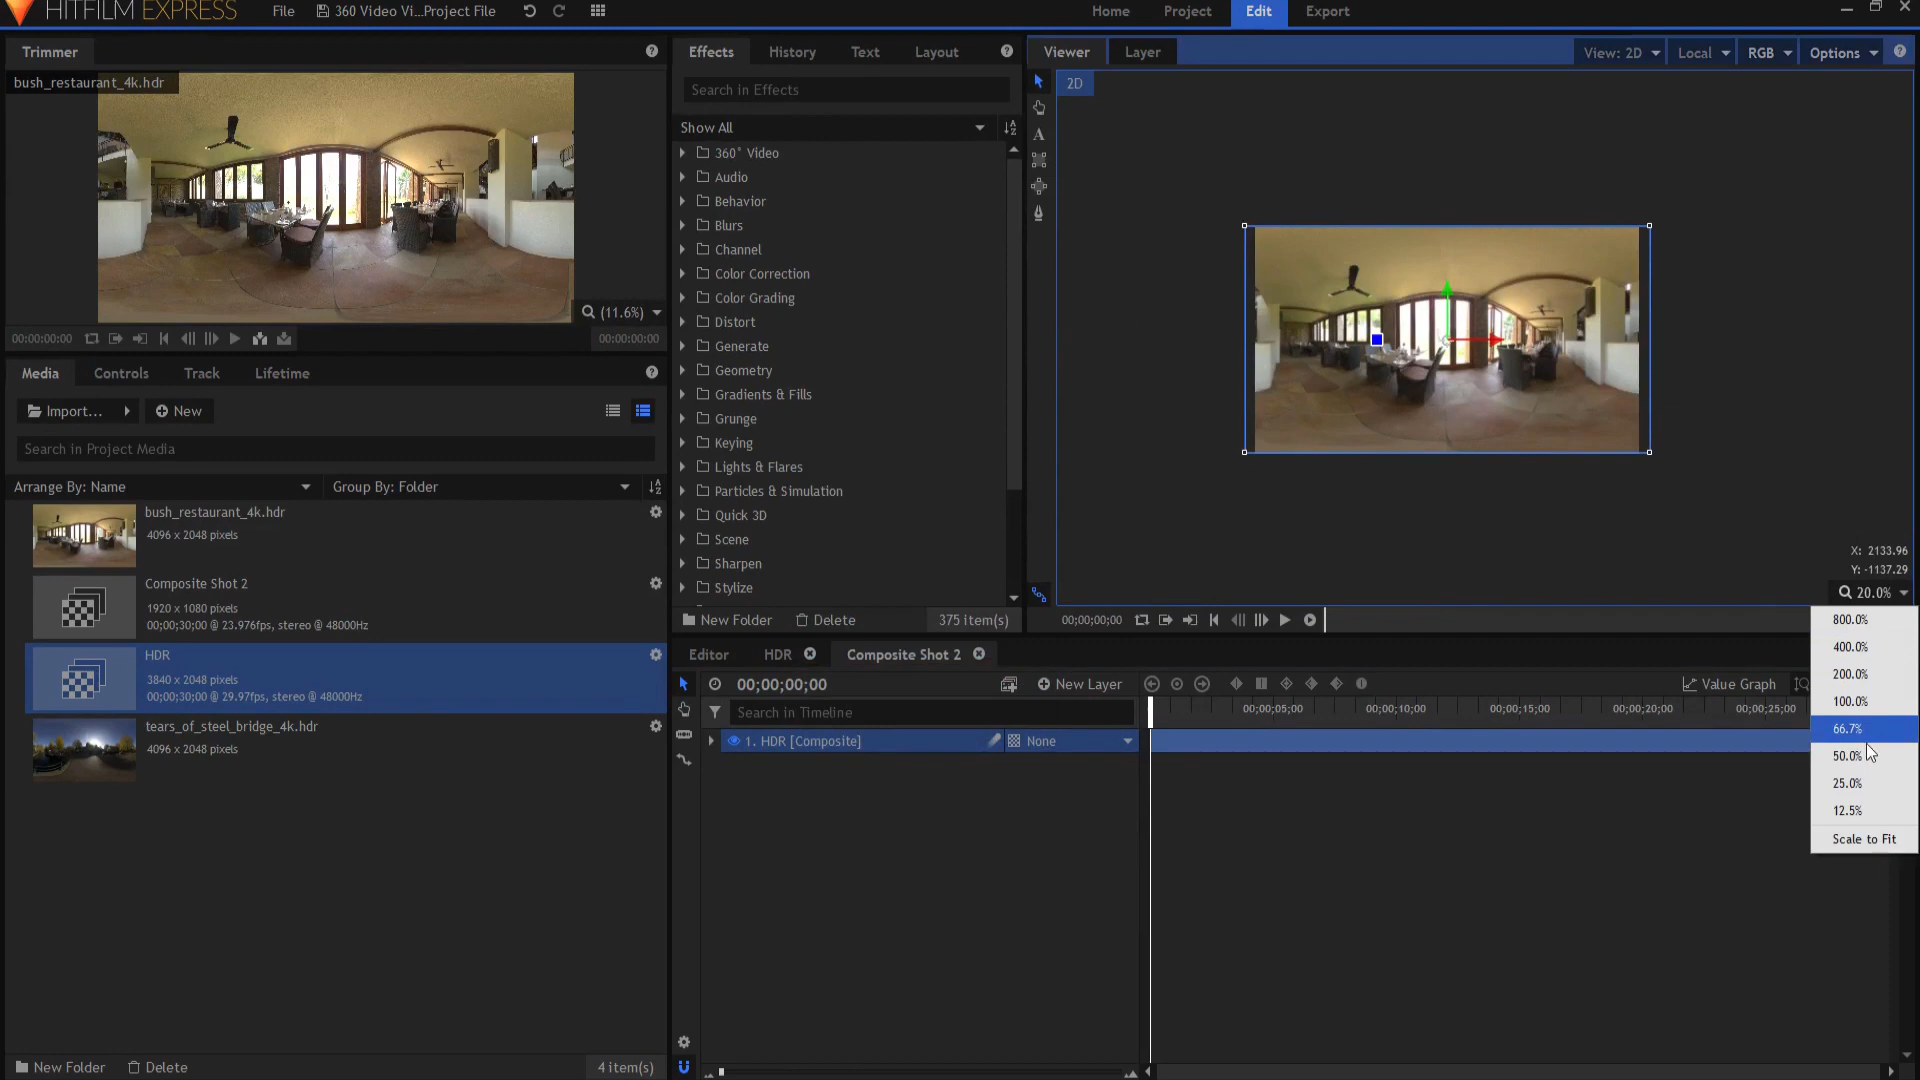 HITFILM EXPRESS
File
360 Video Vi...Project File
Home
Project
Edit
Export
Trimmer
bush_restaurant_4k.hdr
(11.6%)
00:00:00:00
00:00:00:00
Media
Controls
Track
Lifetime
Import...
New
Search in Project Media
Arrange By: Name
Group By: Folder
bush_restaurant_4k.hdr
4096 x 2048 pixels
Composite Shot 2
1920 x 1080 pixels
00;00;30;00 @ 23.976fps, stereo @ 48000Hz
HDR
3840 x 2048 pixels
00;00;30;00 @ 29.97fps, stereo @ 48000Hz
tears_of_steel_bridge_4k.hdr
4096 x 2048 pixels
New Folder
Delete
4 item(s)
Effects
History
Text
Layout
Search in Effects
Show All
360° Video
Audio
Behavior
Blurs
Channel
Color Correction
Color Grading
Distort
Generate
Geometry
Gradients & Fills
Grunge
Keying
Lights & Flares
Particles & Simulation
Quick 3D
Scene
Sharpen
Stylize
New Folder
Delete
375 item(s)
Viewer
Layer
View: 2D
Local
RGB
Options
2D
A
X: 2133.96
Y: -1137.29
20.0%
00;00;00;00
800.0%
400.0%
200.0%
100.0%
66.7%
50.0%
25.0%
12.5%
Scale to Fit
Editor
HDR
Composite Shot 2
00;00;00;00
New Layer
Value Graph
Search in Timeline
00;00;05;00
00;00;10;00
00;00;15;00
00;00;20;00
00;00;25;00
1. HDR [Composite]
None